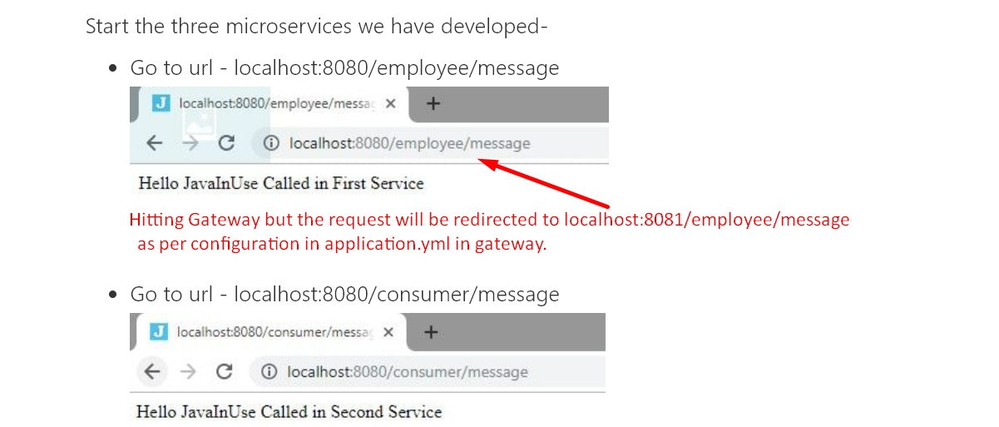 Start the three microservices we have developed-
Go to url - localhost:8080/employee/message
localhost:8080/employee/messag
localhost:8080/employee/message
Hello JavaInUse Called in First Service
Hitting Gateway but the request will be redirected to localhost:8081/employee/message
as per configuration in application.yml in gateway.
Go to url - localhost:8080/consumer/message
localhost:8080/consumer/messag
localhost:8080/consumer/message
Hello JavaInUse Called in Second Service